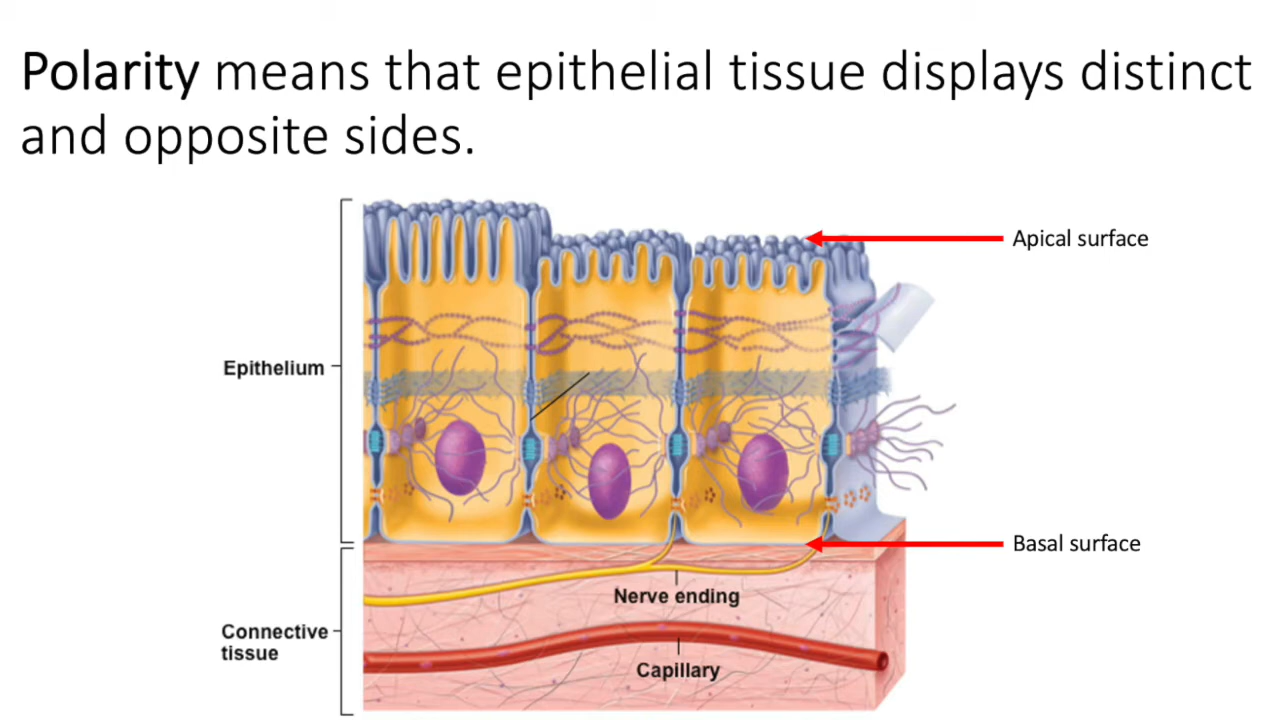 Polarity means that epithelial tissue displays distinct
and opposite sides.
Apical surface
Epithelium
Basal surface
Nerve ending
Connective
tissue
Capillary